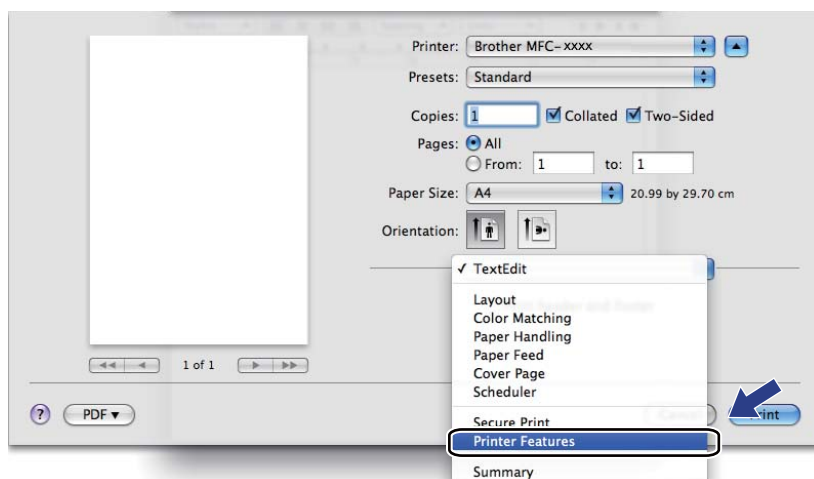 Printer: Brother MFC-xxxx
Presets: Standard
Copies: 1 Collated Two-Sided
Pages: All
From: 1 to: 1
Paper Size: A4 20.99 by 29.70 cm
Orientation:
✓ TextEdit
Layout
Color Matching
Paper Handling
Paper Feed
Cover Page
Scheduler
Secure Print
Printer Features
Summary
1 of 1
? PDF ▼ Cancel Print